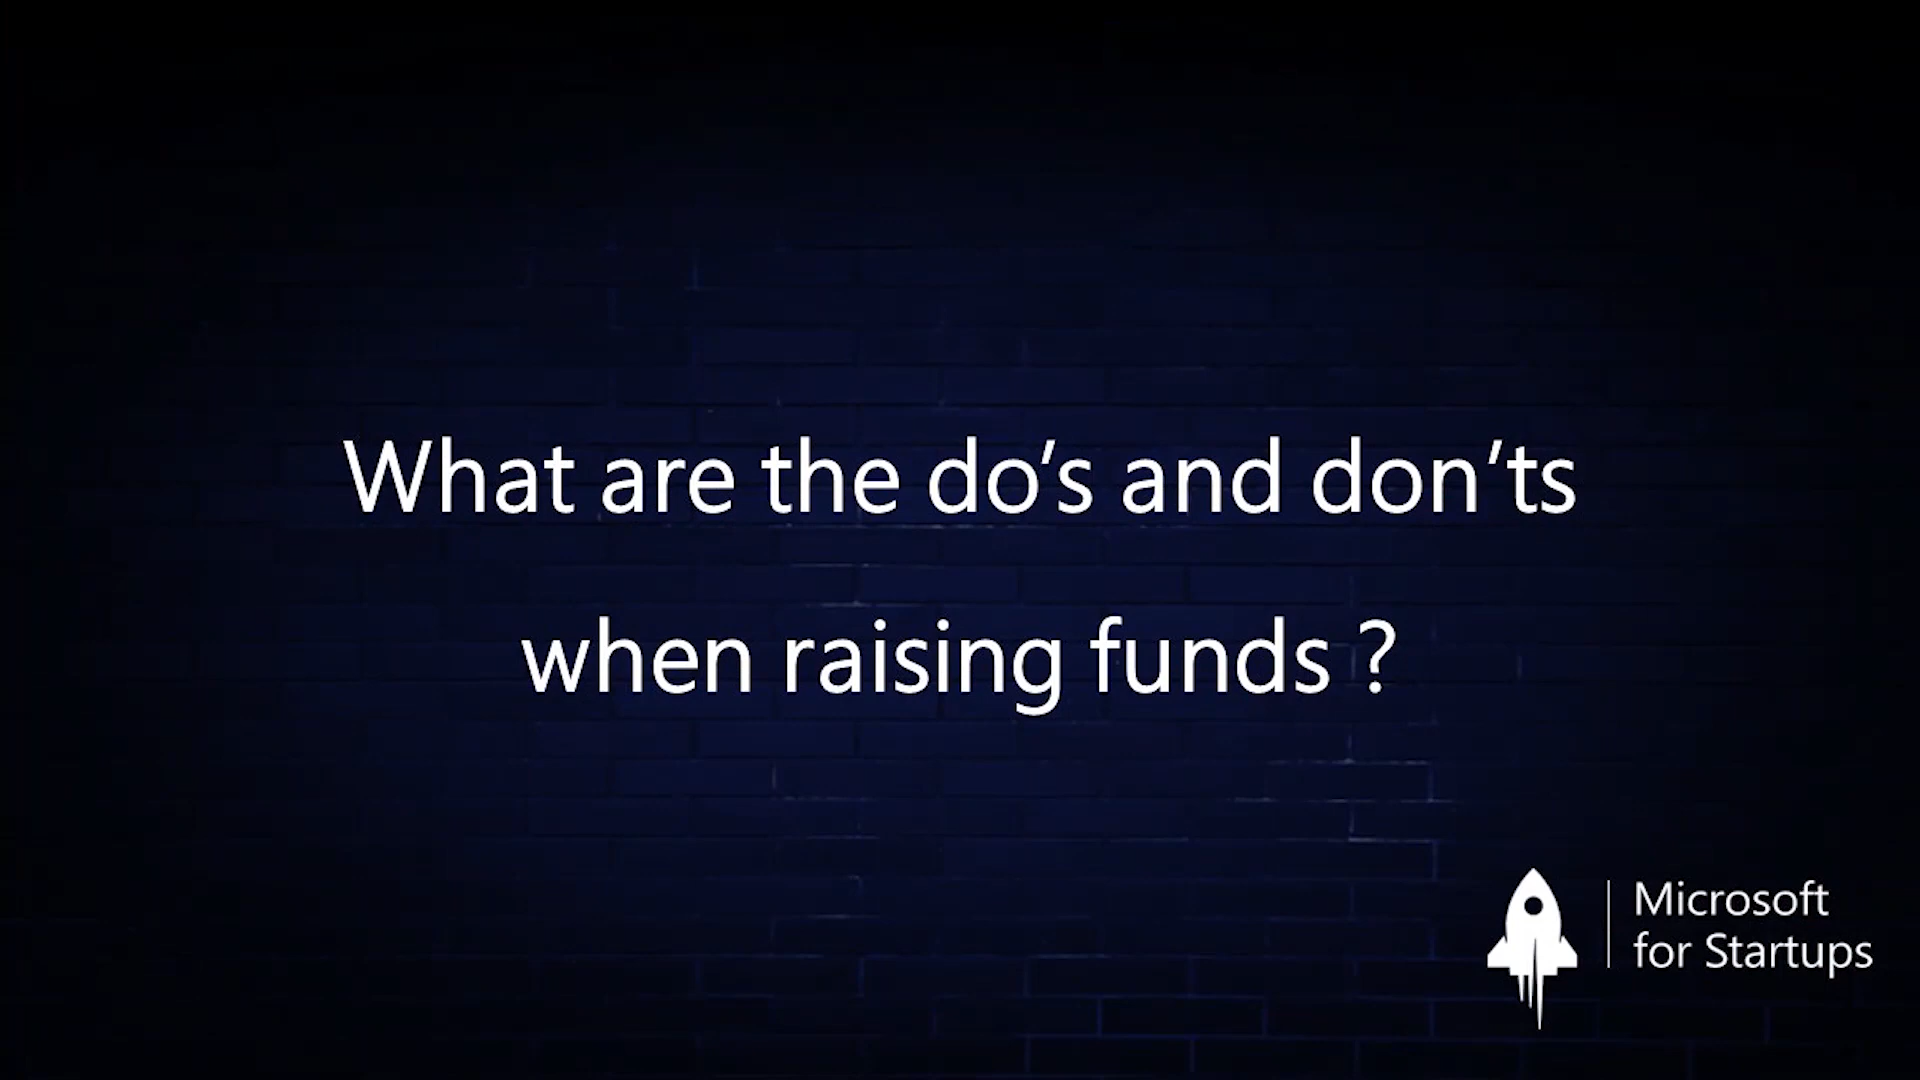 What are the do's and don'ts
when raising funds ?
Microsoft
for Startups